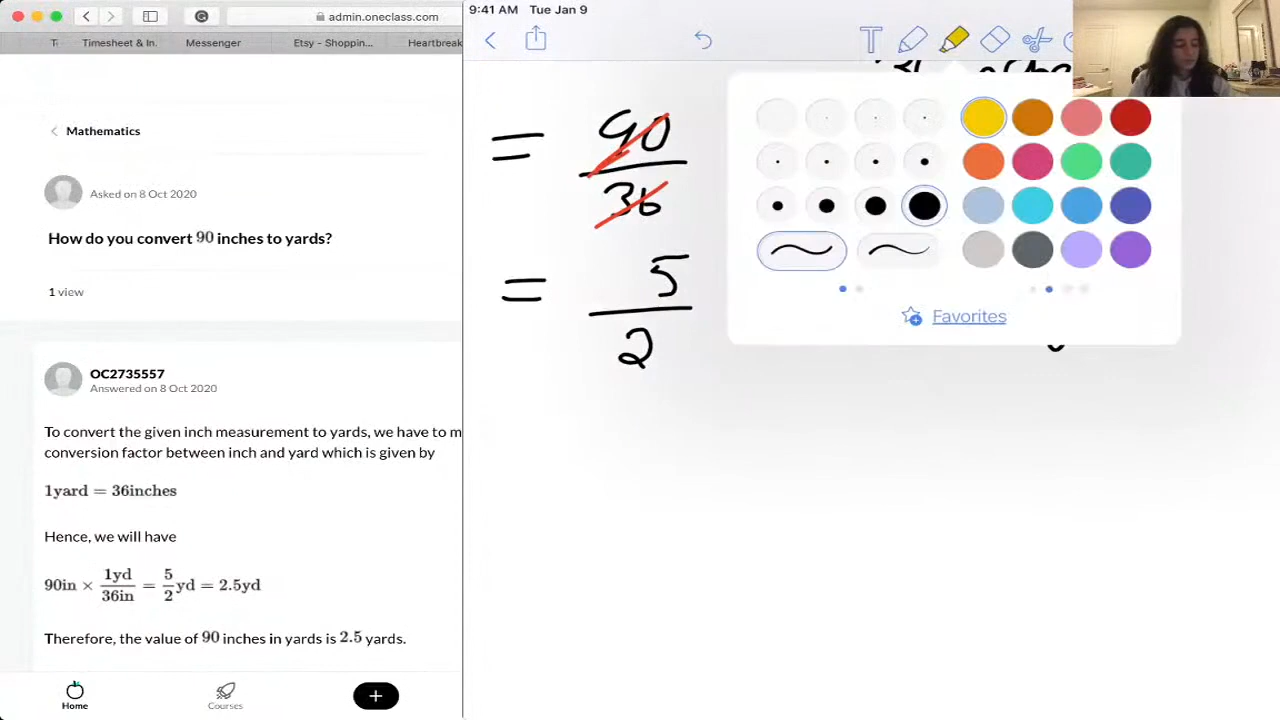 admin.oneclass.com
Timesheet & In.
Messenger
Etsy - Shoppin...
Heartbreak
Mathematics
Asked on 8 Oct 2020
How do you convert 90 inches to yards?
1 view
OC2735557
Answered on 8 Oct 2020
To convert the given inch measurement to yards, we have to m
conversion factor between inch and yard which is given by
1yard = 36inches
Hence, we will have
90in × 1yd/36in = 5/2 yd = 2.5yd
Therefore, the value of 90 inches in yards is 2.5 yards.
Home
Courses
9:41 AM Tue Jan 9
= 90/36
= 5/2
Favorites